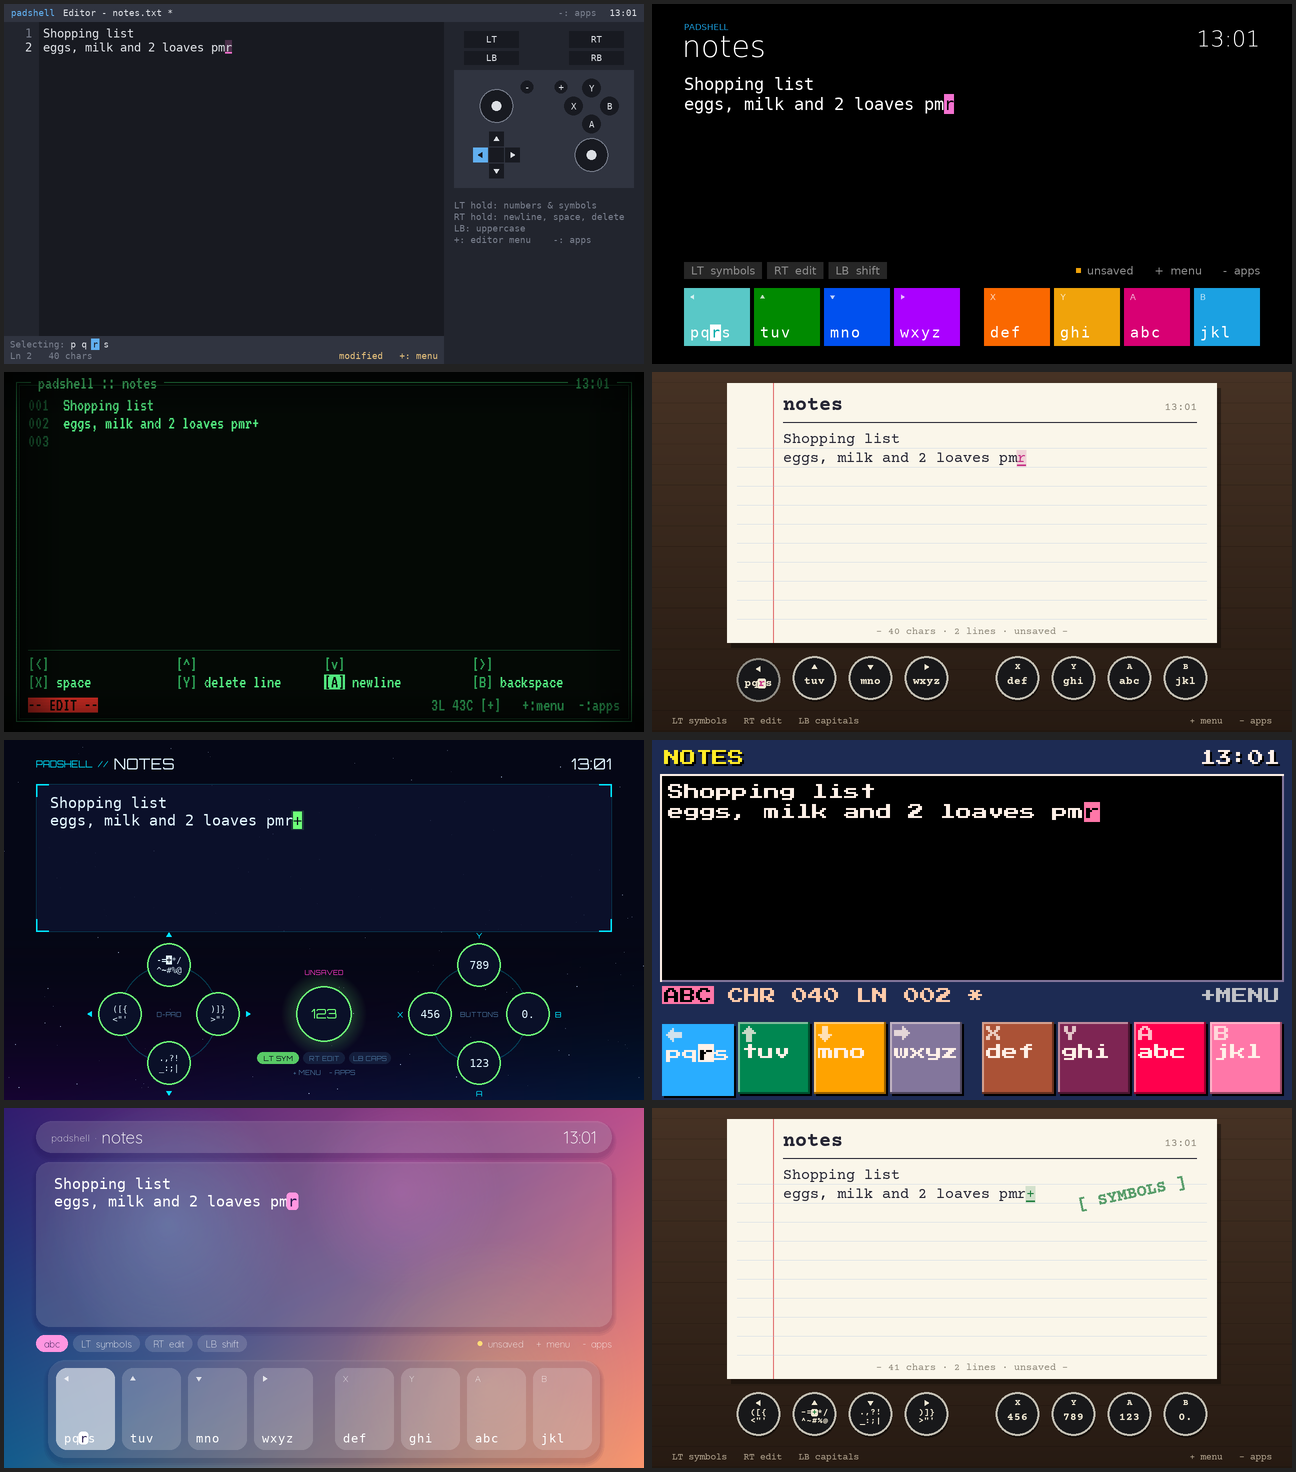 padshell Editor - notes.txt * -: apps 13:01
1 Shopping list
2 eggs, milk and 2 loaves pmr
LT RT
LB RB
- + Y
X B
A
LT hold: numbers & symbols
RT hold: newline, space, delete
LB: uppercase
+: editor menu -: apps
Selecting: p q r s
Ln 2 40 chars modified +: menu
PADSHELL
notes 13:01
Shopping list
eggs, milk and 2 loaves pmr
LT symbols RT edit LB shift unsaved + menu - apps
X Y A B
pqrs tuv mno wxyz def ghi abc jkl
padshell :: notes 13:01
001 Shopping list
002 eggs, milk and 2 loaves pmr+
003
[<] [^] [v] [>]
[X] space [Y] delete line [A] newline [B] backspace
-- EDIT -- 3L 43C [+] +:menu -:apps
notes 13:01
Shopping list
eggs, milk and 2 loaves pmr
- 40 chars · 2 lines · unsaved -
X Y A B
pqrs tuv mno wxyz def ghi abc jkl
LT symbols RT edit LB capitals + menu - apps
PADSHELL // NOTES 13:01
Shopping list
eggs, milk and 2 loaves pmr+
Y
-=+*/ 789
^~#%@
UNSAVED
([{ D-PAD )]} 123 X 456 BUTTONS 0. B
<"' >"'
.,?! LT SYM RT EDIT LB CAPS 123
_:;| + MENU - APPS
A
NOTES 13:01
Shopping list
eggs, milk and 2 loaves pmr
ABC CHR 040 LN 002 * +MENU
X Y A B
pqrs tuv mno wxyz def ghi abc jkl
padshell · notes 13:01
Shopping list
eggs, milk and 2 loaves pmr
abc LT symbols RT edit LB shift unsaved + menu - apps
X Y A B
pqrs tuv mno wxyz def ghi abc jkl
notes 13:01
Shopping list
eggs, milk and 2 loaves pmr+
[ SYMBOLS ]
- 41 chars · 2 lines · unsaved -
X Y A B
([{ -=+*/ .,?! )]} 456 789 123 0.
<"' ^~#%@ _:;| >"'
LT symbols RT edit LB capitals + menu - apps